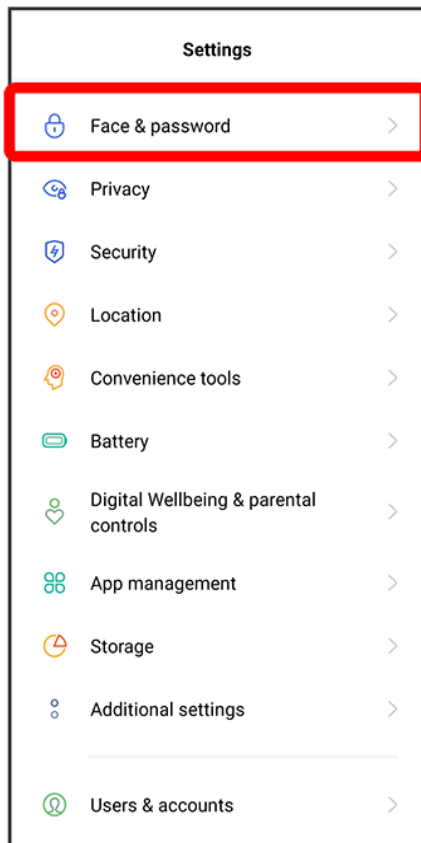 Settings
Face & password
Privacy
Security
Location
Convenience tools
Battery
Digital Wellbeing & parental
controls
App management
Storage
Additional settings
Users & accounts